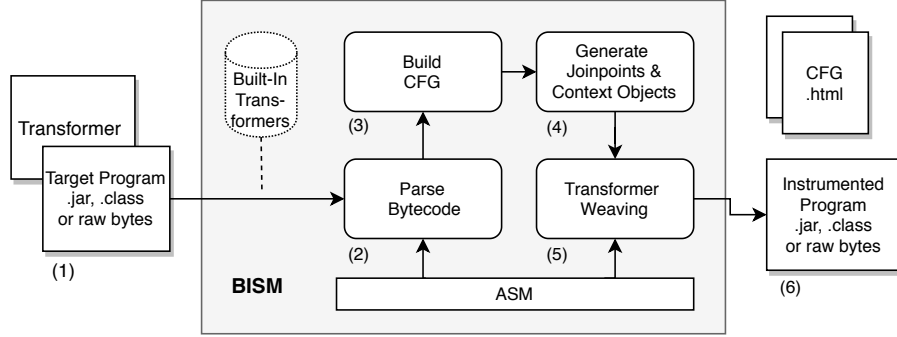 Transformer
Target Program
.jar, .class
or raw bytes
(1)
Built-In
Trans-
formers
BISM
Build
CFG
(3)
Generate
Joinpoints &
Context Objects
(4)
Parse
Bytecode
(2)
Transformer
Weaving
(5)
ASM
CFG
.html
Instrumented
Program
.jar, .class
or raw bytes
(6)